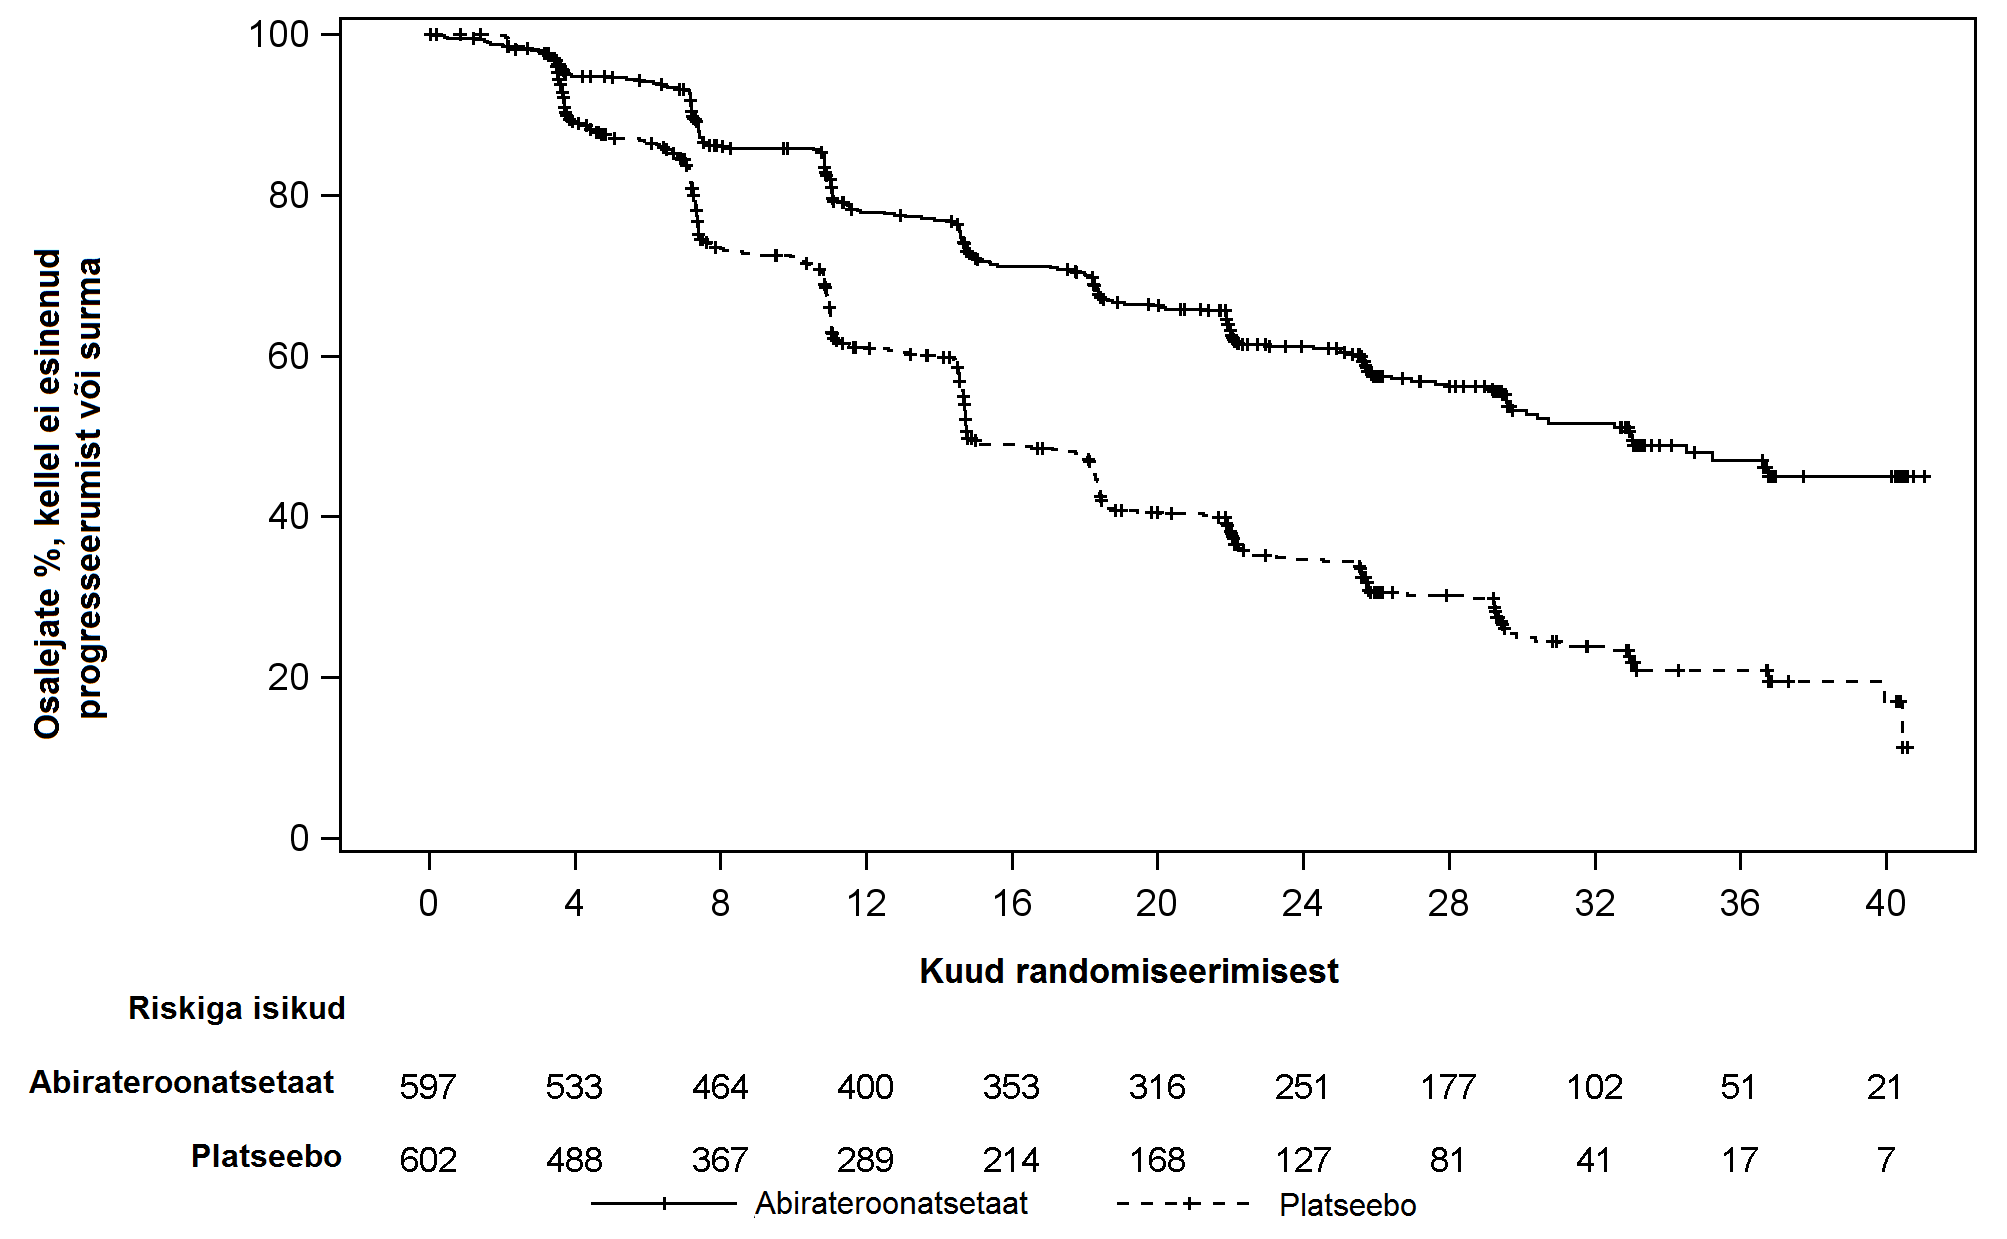 Osalejate %, kellel ei esinenud
progresseerumist või surma
100
80
60
40
20
0
0 4 8 12 16 20 24 28 32 36 40
Kuud randomiseerimisest
Riskiga isikud
Abirateroonatsetaat 597 533 464 400 353 316 251 177 102 51 21
Platseebo 602 488 367 289 214 168 127 81 41 17 7
Abirateroonatsetaat Platseebo